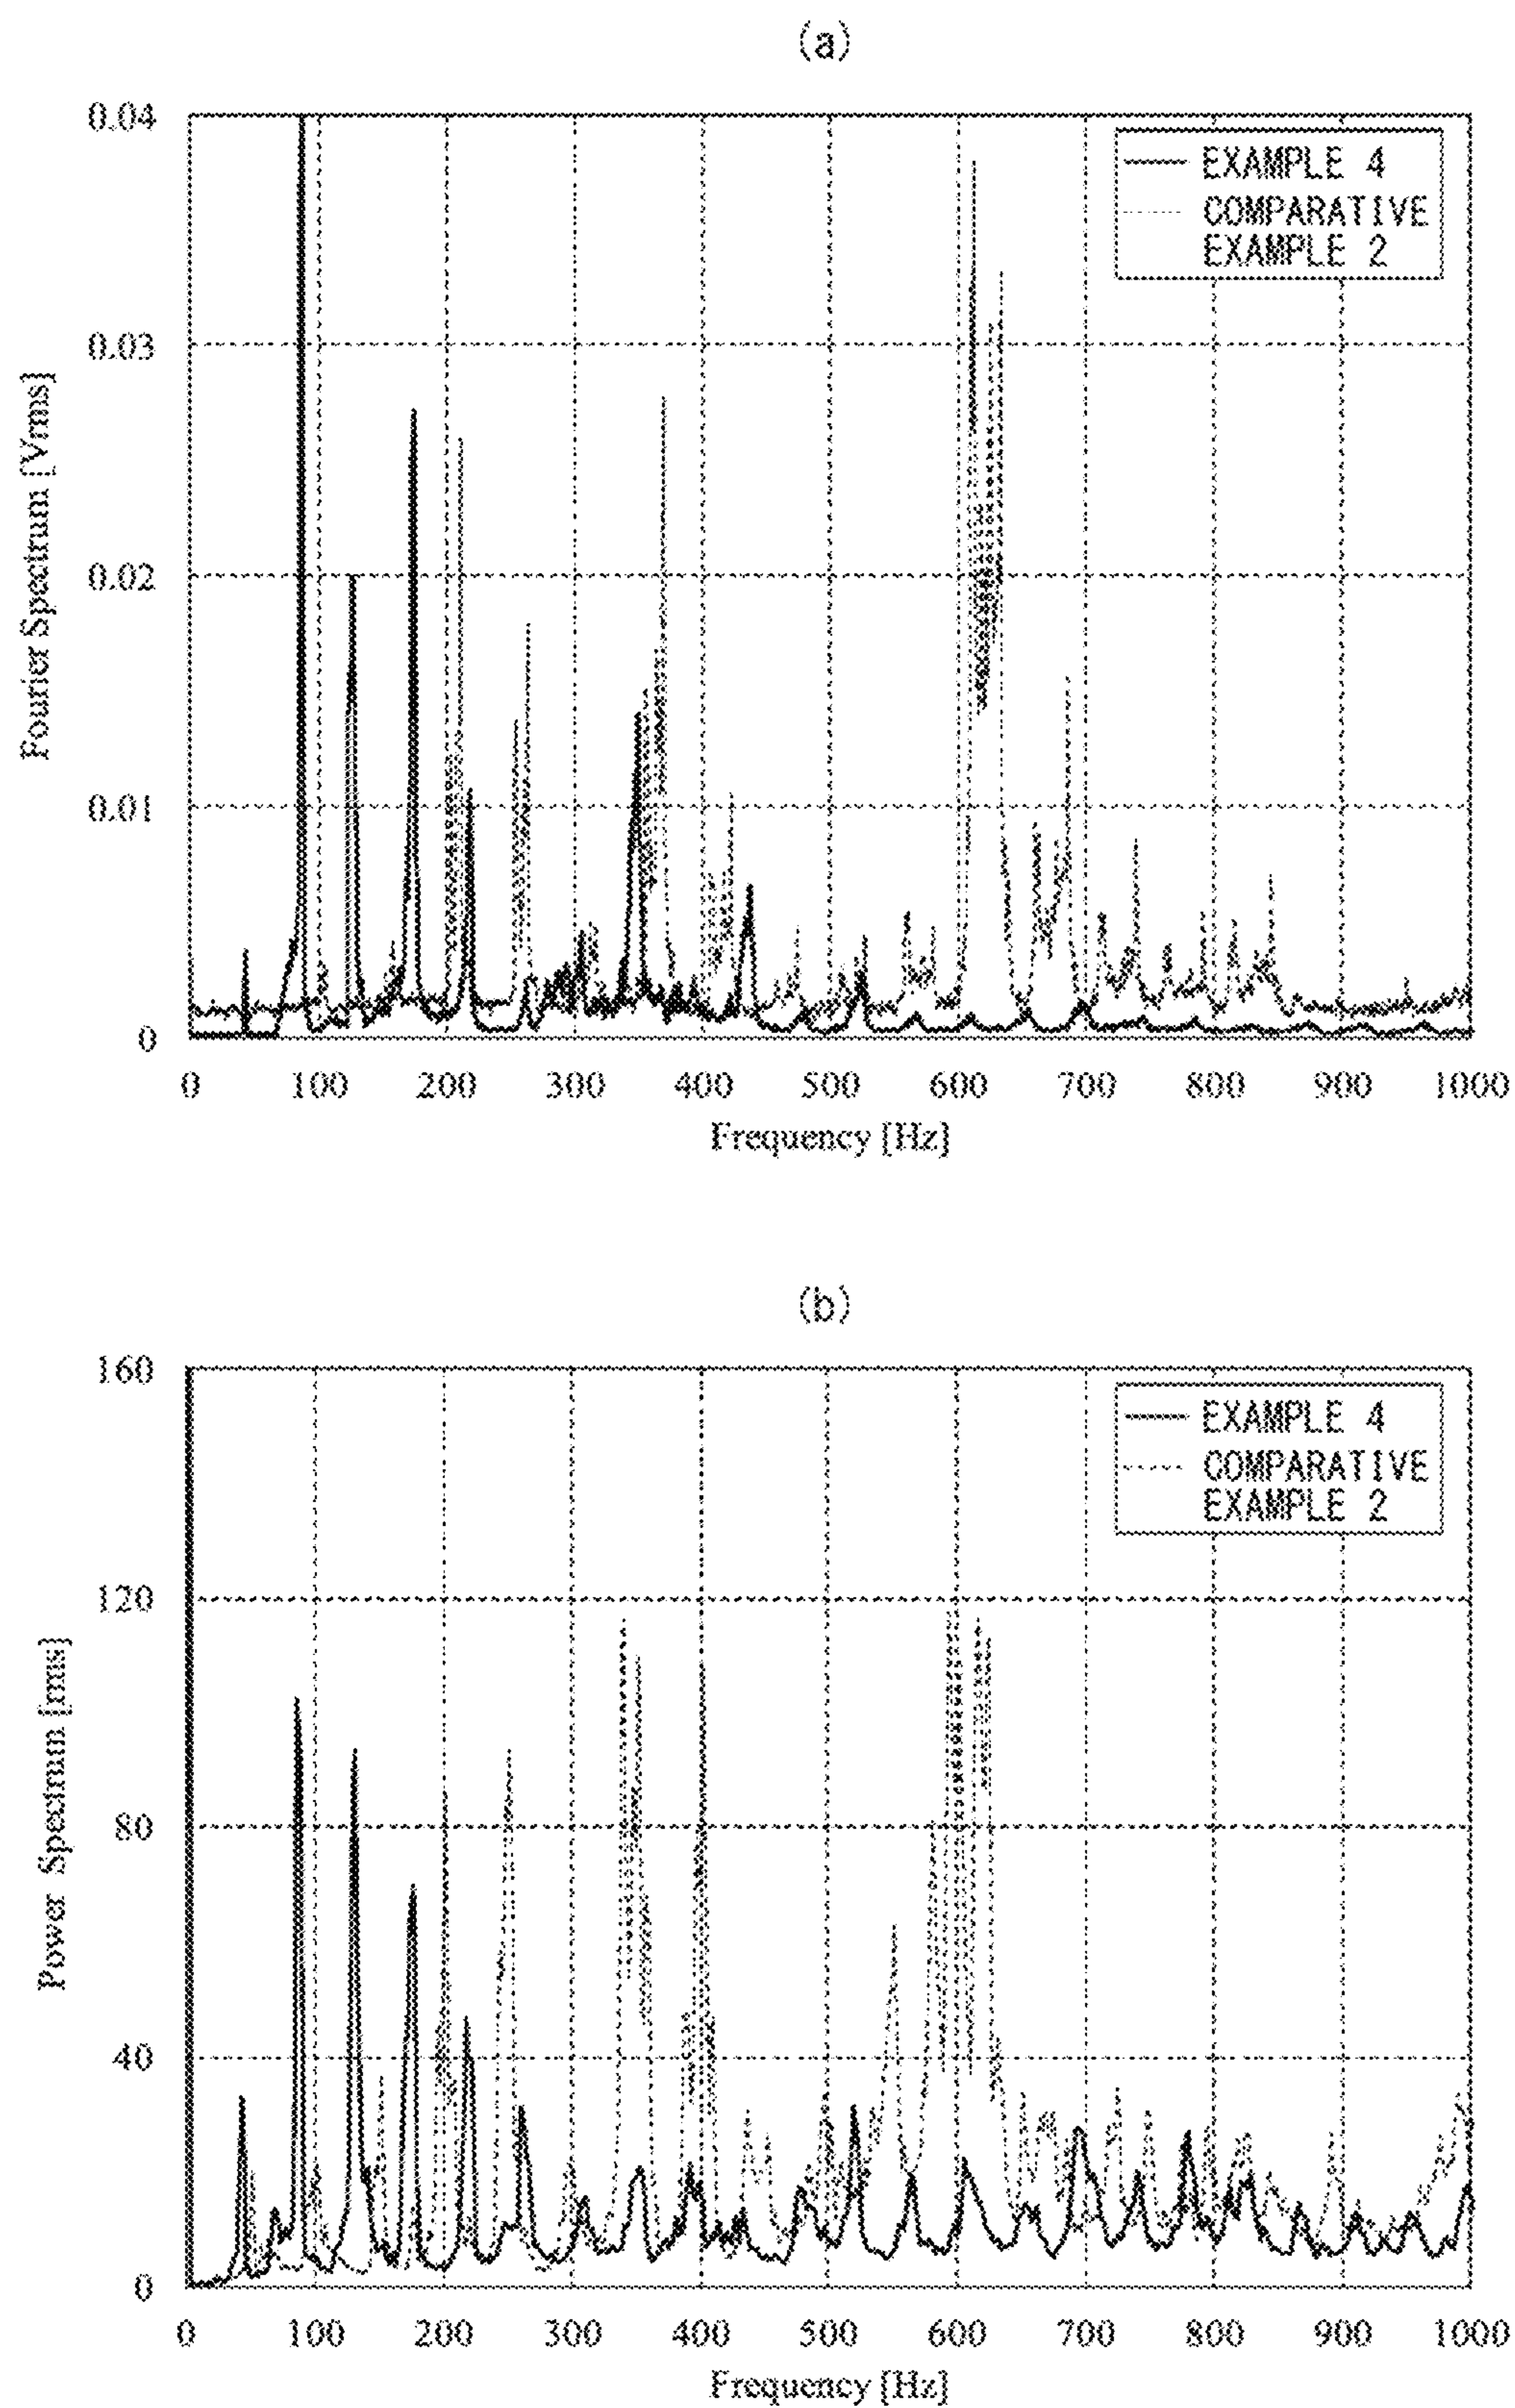 (a)
0.04
0.03
0.02
0.01
0
Fourier Spectrum [Vrms]
EXAMPLE 4
COMPARATIVE
EXAMPLE 2
0 100 200 300 400 500 600 700 800 900 1000
Frequency [Hz]
(b)
160
120
80
40
0
Power Spectrum [rms]
EXAMPLE 4
COMPARATIVE
EXAMPLE 2
0 100 200 300 400 500 600 700 800 900 1000
Frequency [Hz]